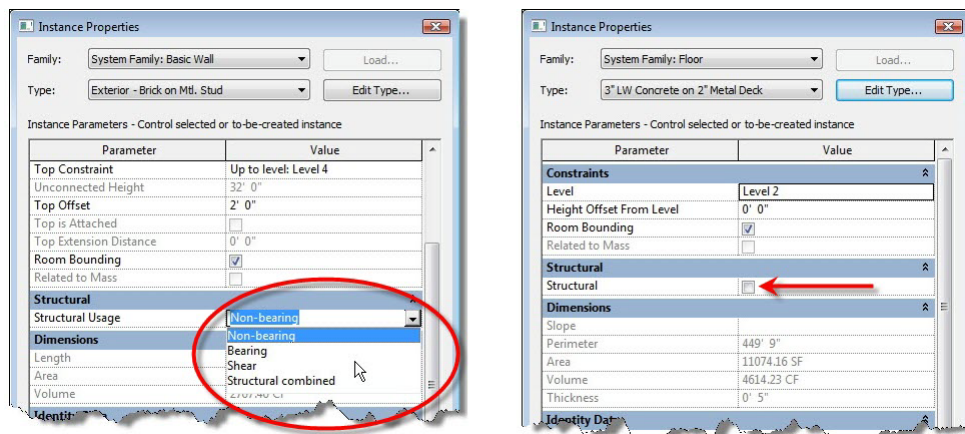 Instance Properties
Family: System Family: Basic Wall Load...
Type: Exterior - Brick on Mtl. Stud Edit Type...
Instance Parameters - Control selected or to-be-created instance
Parameter Value
Top Constraint Up to level: Level 4
Unconnected Height 32' 0"
Top Offset 2' 0"
Top is Attached
Top Extension Distance 0' 0"
Room Bounding
Related to Mass
Structural
Structural Usage Non-bearing
Dimensions Non-bearing
Length Bearing
Area Shear
Structural combined
Volume
Instance Properties
Family: System Family: Floor Load...
Type: 3" LW Concrete on 2" Metal Deck Edit Type...
Instance Parameters - Control selected or to-be-created instance
Parameter Value
Constraints
Level Level 2
Height Offset From Level 0' 0"
Room Bounding
Related to Mass
Structural
Structural
Dimensions
Slope
Perimeter 449' 9"
Area 11074.16 SF
Volume 4614.23 CF
Thickness 0' 5"
Identity Data